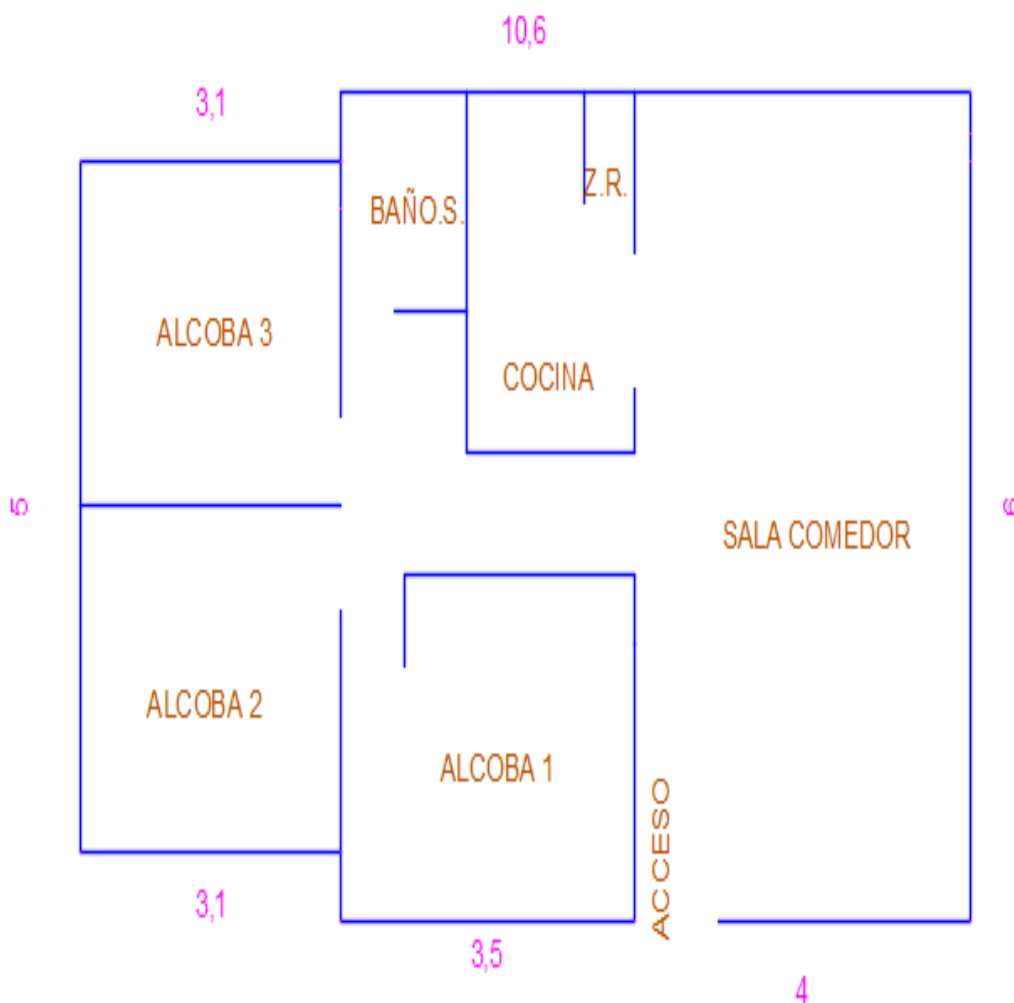 10,6
3,1
BAÑO.S.
Z.R.
ALCOBA 3
COCINA
5
6
SALA COMEDOR
ALCOBA 2
ALCOBA 1
ACCESO
3,1
3,5
4